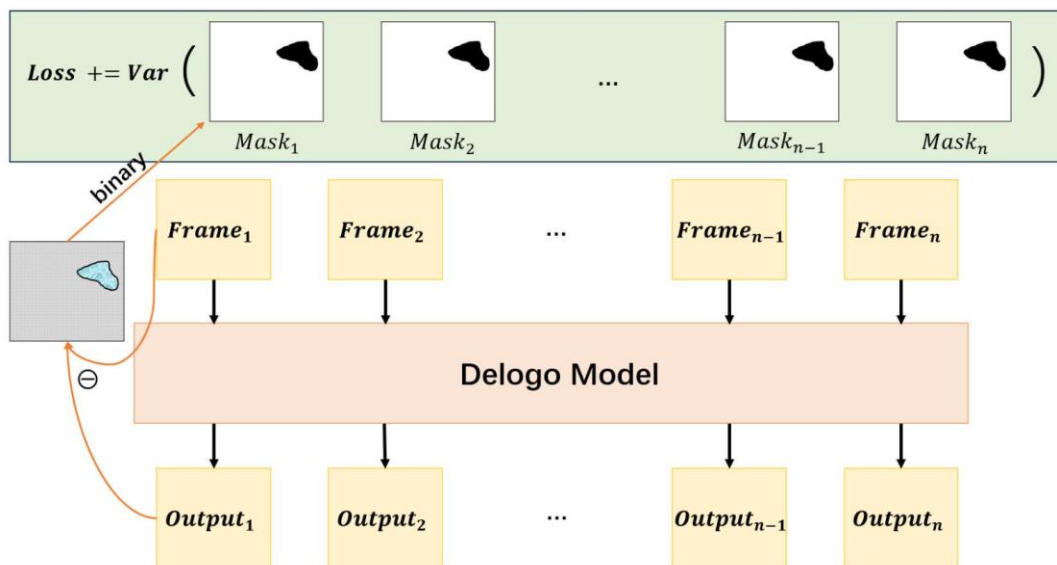 Loss += Var (
...
)
Mask₁
Mask₂
Maskₙ₋₁
Maskₙ
binary
Frame₁
Frame₂
...
Frameₙ₋₁
Frameₙ
Delogo Model
⊖
Output₁
Output₂
...
Outputₙ₋₁
Outputₙ